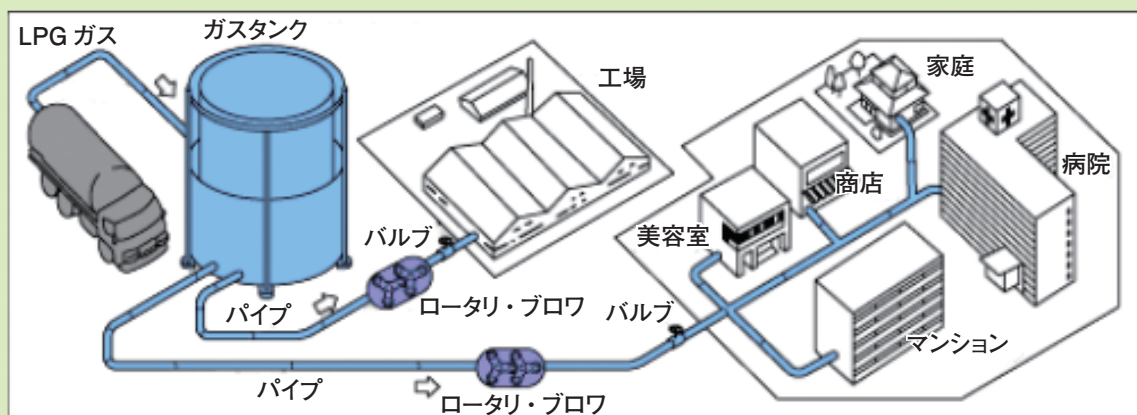 LPG ガス
ガスタンク
工場
家庭
病院
商店
美容室
バルブ
ロータリ・ブロワ
パイプ
バルブ
マンション
パイプ
ロータリ・ブロワ